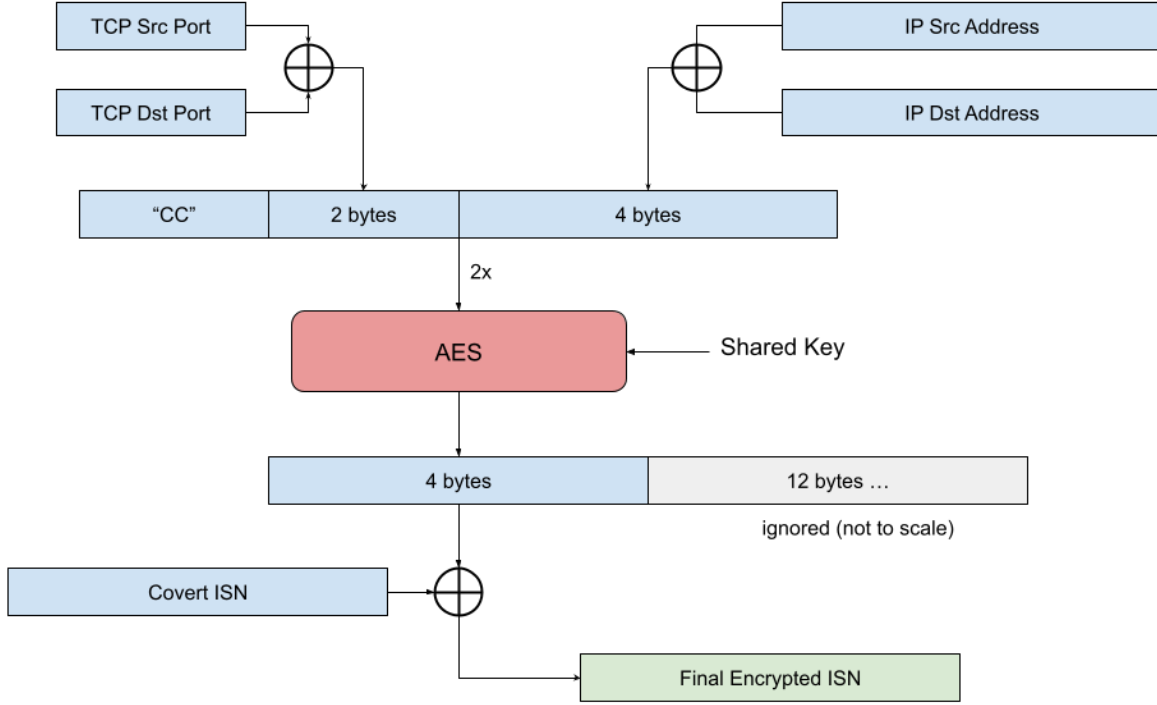 TCP Src Port
IP Src Address
TCP Dst Port
IP Dst Address
“CC”
2 bytes
4 bytes
2x
AES
Shared Key
4 bytes
12 bytes …
ignored (not to scale)
Covert ISN
Final Encrypted ISN